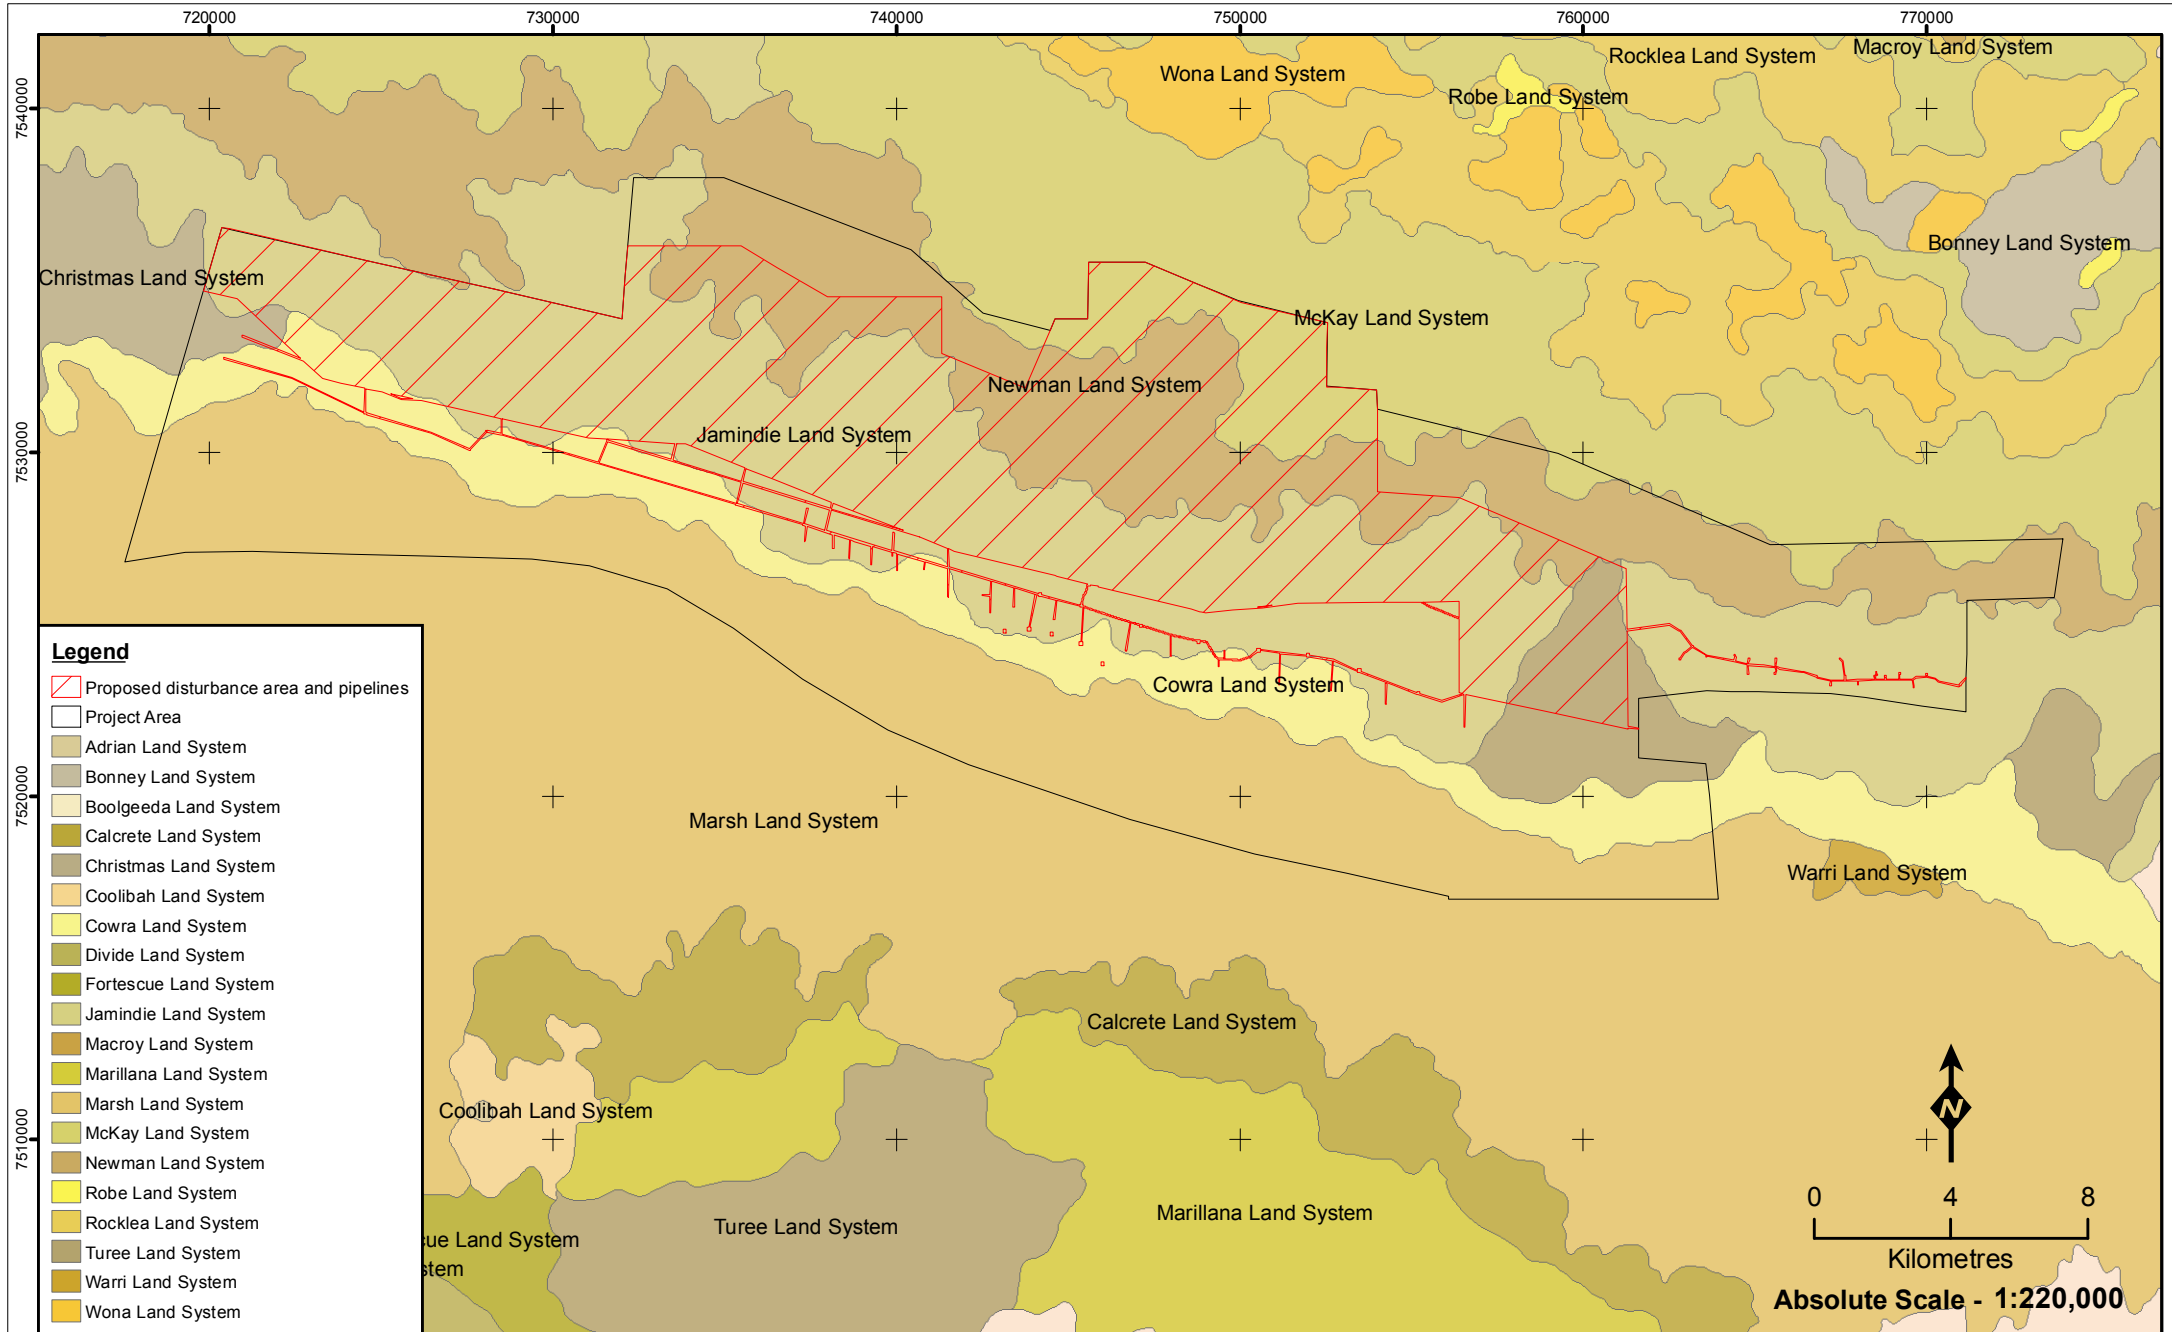 720000 730000 740000 750000 760000 770000
7540000
7530000
7520000
7510000
Wona Land System
Rocklea Land System
Macroy Land System
Robe Land System
Bonney Land System
Christmas Land System
McKay Land System
Newman Land System
Jamindie Land System
Cowra Land System
Marsh Land System
Warri Land System
Calcrete Land System
Coolibah Land System
Marillana Land System
Turee Land System
cue Land System
stem
Legend
Proposed disturbance area and pipelines
Project Area
Adrian Land System
Bonney Land System
Boolgeeda Land System
Calcrete Land System
Christmas Land System
Coolibah Land System
Cowra Land System
Divide Land System
Fortescue Land System
Jamindie Land System
Macroy Land System
Marillana Land System
Marsh Land System
McKay Land System
Newman Land System
Robe Land System
Rocklea Land System
Turee Land System
Warri Land System
Wona Land System
N
0 4 8
Kilometres
Absolute Scale - 1:220,000